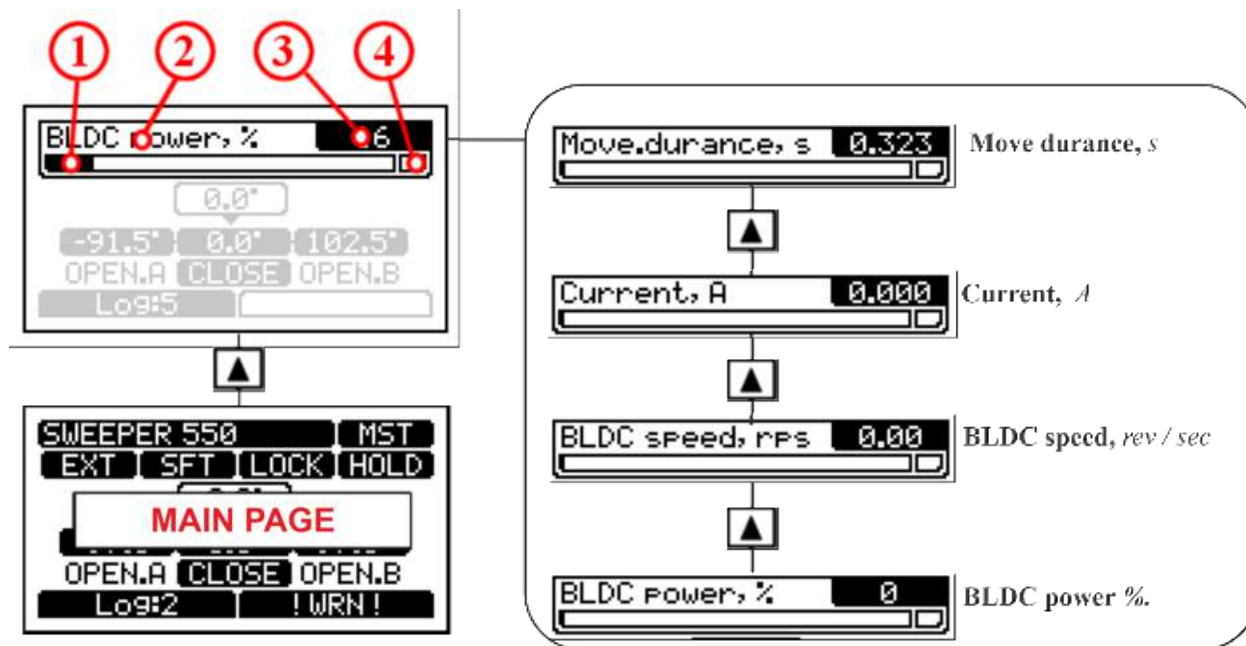 1 2 3 4
BLDC power, % 6
0.0°
-91.5° 0.0° 102.5°
OPEN.A CLOSE OPEN.B
Log:5
SWEEPER 550 MST
EXT SFT LOCK HOLD
MAIN PAGE
OPEN.A CLOSE OPEN.B
Log:2 !WRN!
Move.durance, s 0.323 Move durance, s
Current, A 0.000 Current, A
BLDC speed, rps 0.00 BLDC speed, rev / sec
BLDC power, % 0 BLDC power %.